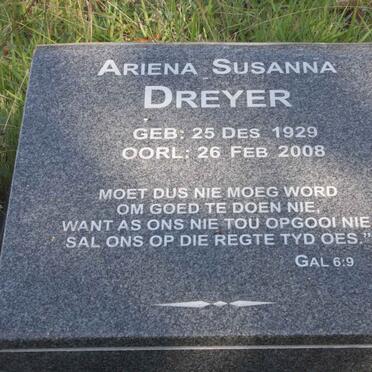 ARIENA SUSANNA
DREYER
GEB: 25 DES 1929
OORL: 26 FEB 2008
MOET DUS NIE MOEG WORD
OM GOED TE DOEN NIE,
WANT AS ONS NIE TOU OPGOOI NIE
SAL ONS OP DIE REGTE TYD OES."
GAL 6:9